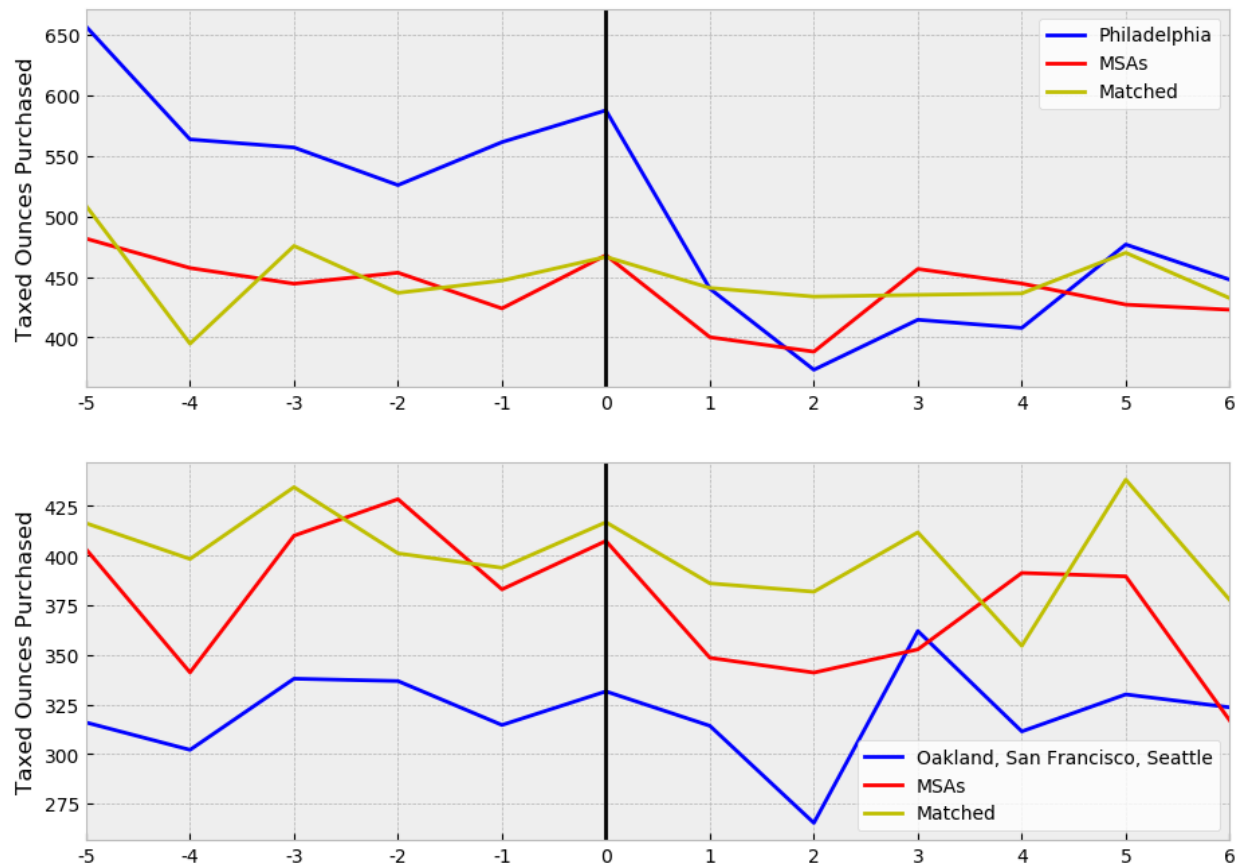 Taxed Ounces Purchased
650
600
550
500
450
400
Philadelphia
MSAs
Matched
-5 -4 -3 -2 -1 0 1 2 3 4 5 6
Taxed Ounces Purchased
425
400
375
350
325
300
275
Oakland, San Francisco, Seattle
MSAs
Matched
-5 -4 -3 -2 -1 0 1 2 3 4 5 6